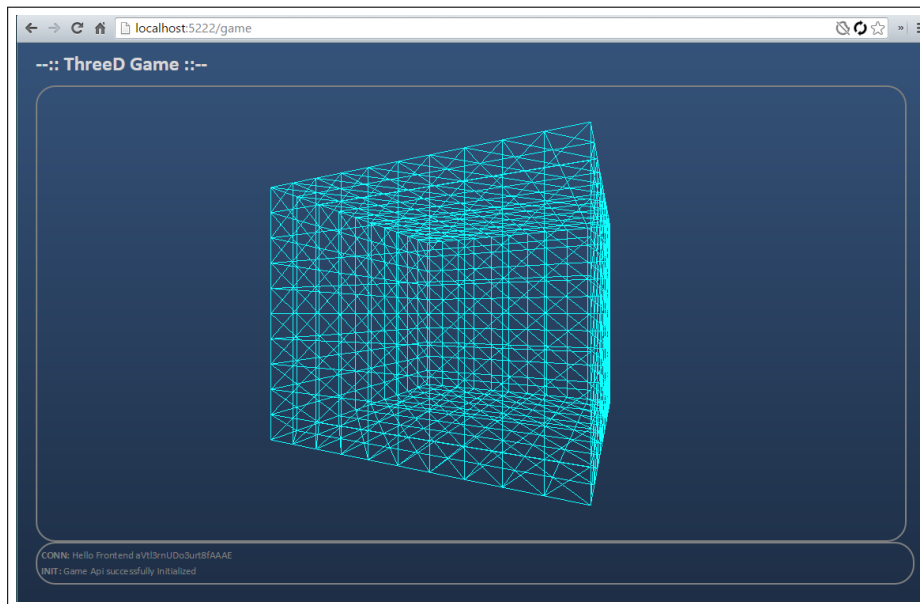 localhost:5222/game
--:: ThreeD Game ::--
CONN: Hello Frontend aVtl3rnUDo3urt8fAAAE
INIT: Game Api successfully Initialized